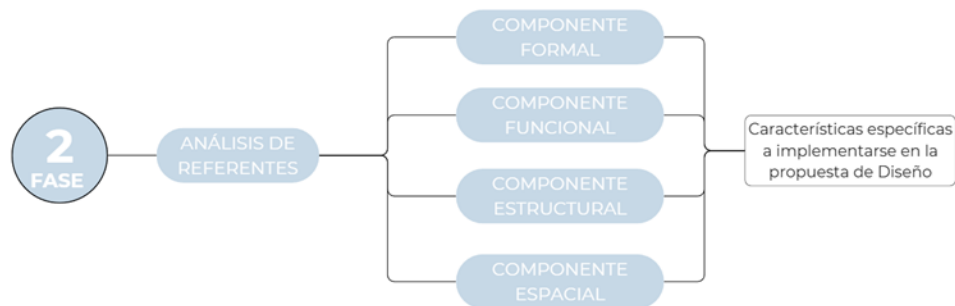 2
FASE
ANÁLISIS DE
REFERENTES
COMPONENTE
FORMAL
COMPONENTE
FUNCIONAL
COMPONENTE
ESTRUCTURAL
COMPONENTE
ESPACIAL
Características específicas
a implementarse en la
propuesta de Diseño